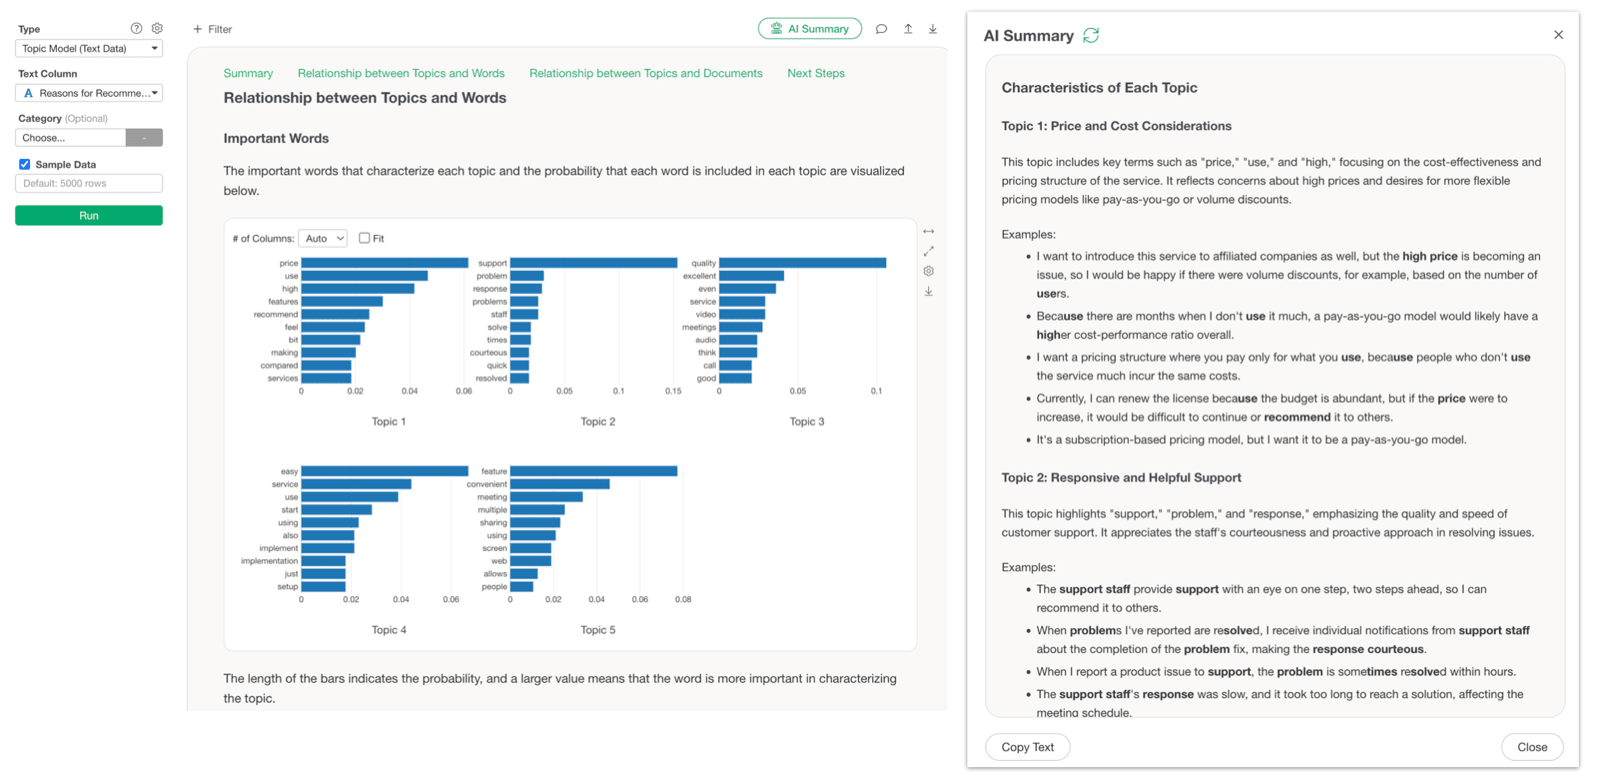 Type
Topic Model (Text Data)
Text Column
A Reasons for Recomme...
Category (Optional)
Choose...
-
Sample Data
Default: 5000 rows
Run
+ Filter
AI Summary
Summary
Relationship between Topics and Words
Relationship between Topics and Documents
Next Steps
Relationship between Topics and Words
Important Words
The important words that characterize each topic and the probability that each word is included in each topic are visualized
below.
# of Columns: Auto Fit
price
use
high
features
recommend
feel
bit
making
compared
services
0 0.02 0.04 0.06
Topic 1
support
problem
response
problems
staff
solve
times
courteous
quick
resolved
0 0.05 0.1 0.15
Topic 2
quality
excellent
even
service
video
meetings
audio
think
call
good
0 0.05 0.1
Topic 3
easy
service
use
start
using
also
implement
implementation
just
setup
0 0.02 0.04 0.06
Topic 4
feature
convenient
meeting
multiple
sharing
using
screen
web
allows
people
0 0.02 0.04 0.06 0.08
Topic 5
The length of the bars indicates the probability, and a larger value means that the word is more important in characterizing
the topic.
AI Summary
Characteristics of Each Topic
Topic 1: Price and Cost Considerations
This topic includes key terms such as "price," "use," and "high," focusing on the cost-effectiveness and
pricing structure of the service. It reflects concerns about high prices and desires for more flexible
pricing models like pay-as-you-go or volume discounts.
Examples:
• I want to introduce this service to affiliated companies as well, but the high price is becoming an
issue, so I would be happy if there were volume discounts, for example, based on the number of
users.
• Because there are months when I don't use it much, a pay-as-you-go model would likely have a
higher cost-performance ratio overall.
• I want a pricing structure where you pay only for what you use, because people who don't use
the service much incur the same costs.
• Currently, I can renew the license because the budget is abundant, but if the price were to
increase, it would be difficult to continue or recommend it to others.
• It's a subscription-based pricing model, but I want it to be a pay-as-you-go model.
Topic 2: Responsive and Helpful Support
This topic highlights "support," "problem," and "response," emphasizing the quality and speed of
customer support. It appreciates the staff's courteousness and proactive approach in resolving issues.
Examples:
• The support staff provide support with an eye on one step, two steps ahead, so I can
recommend it to others.
• When problems I've reported are resolved, I receive individual notifications from support staff
about the completion of the problem fix, making the response courteous.
• When I report a product issue to support, the problem is sometimes resolved within hours.
• The support staff's response was slow, and it took too long to reach a solution, affecting the
meeting schedule.
Copy Text
Close